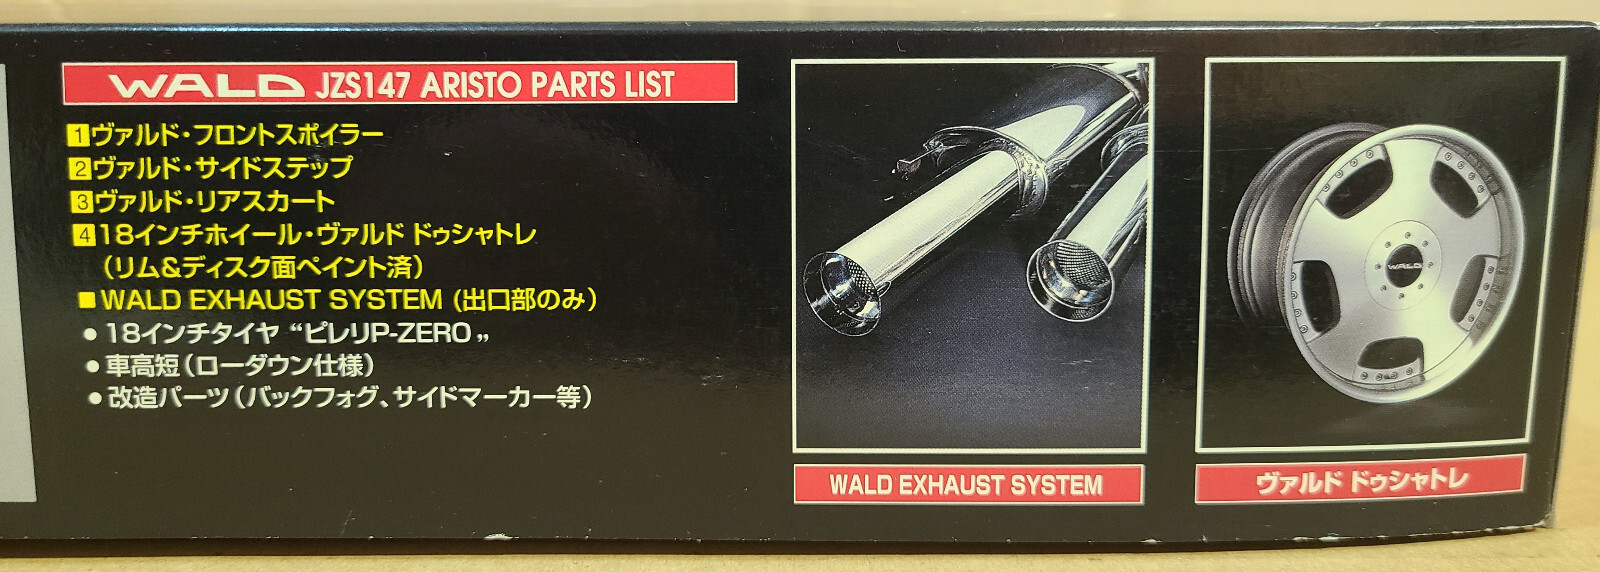 WALD JZS147 ARISTO PARTS LIST
1ヴァルド・フロントスポイラー
2ヴァルド・サイドステップ
3ヴァルド・リアスカート
418インチホイール・ヴァルド ドゥシャトレ
（リム&ディスク面ペイント済）
■WALD EXHAUST SYSTEM (出口部のみ）
●18インチタイヤ“ピレリP-ZERO„
●車高短（ローダウン仕様）
●改造パーツ（バックフォグ、サイドマーカー等）
WALD
WALD EXHAUST SYSTEM
ヴァルド ドゥシャトレ